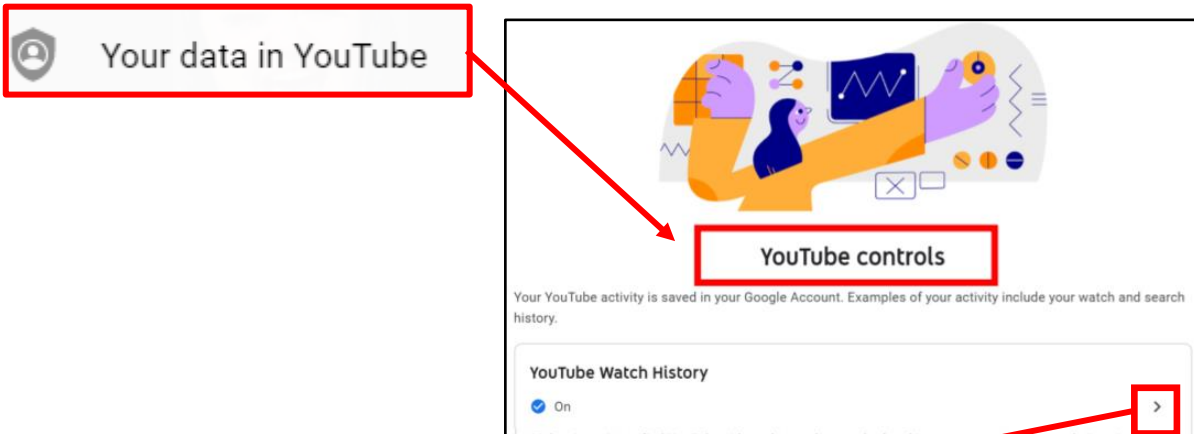 Your data in YouTube
YouTube controls
Your YouTube activity is saved in your Google Account. Examples of your activity include your watch and search
history.
YouTube Watch History
On